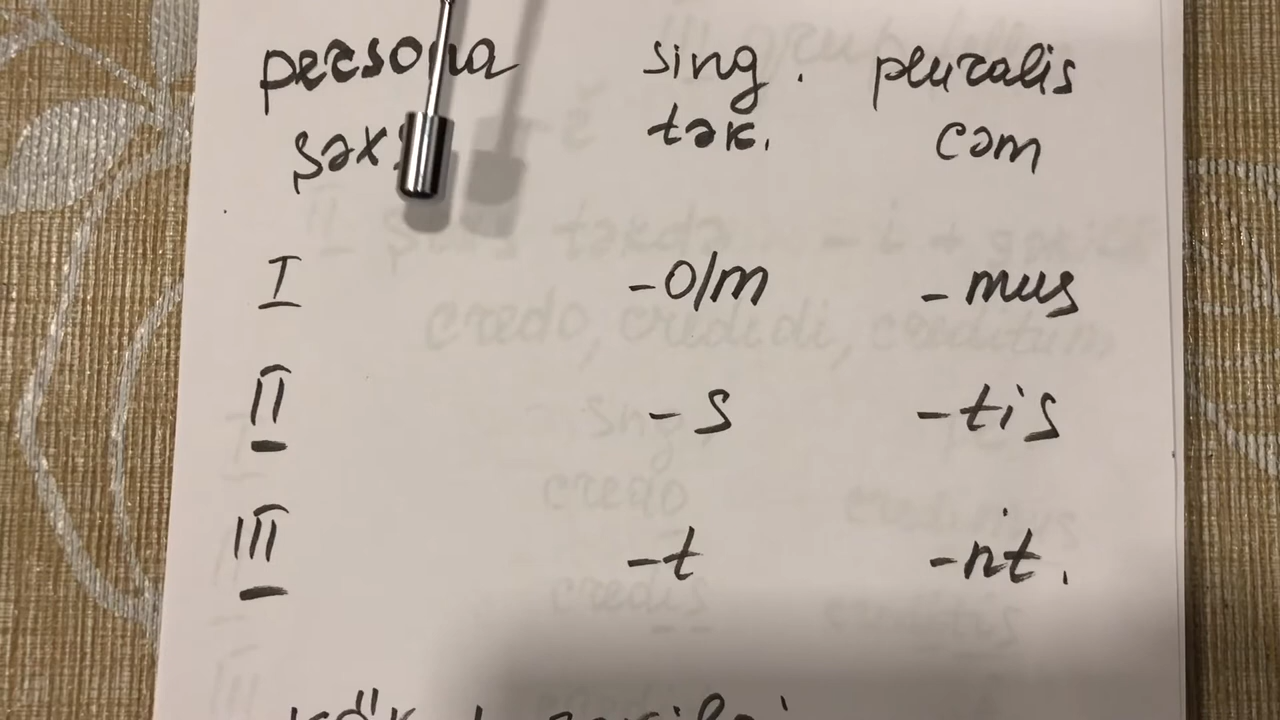 persona sing. pluralis
şəxs tək. cəm
I -o/m -mus
II -s -tis
III -t -nt.